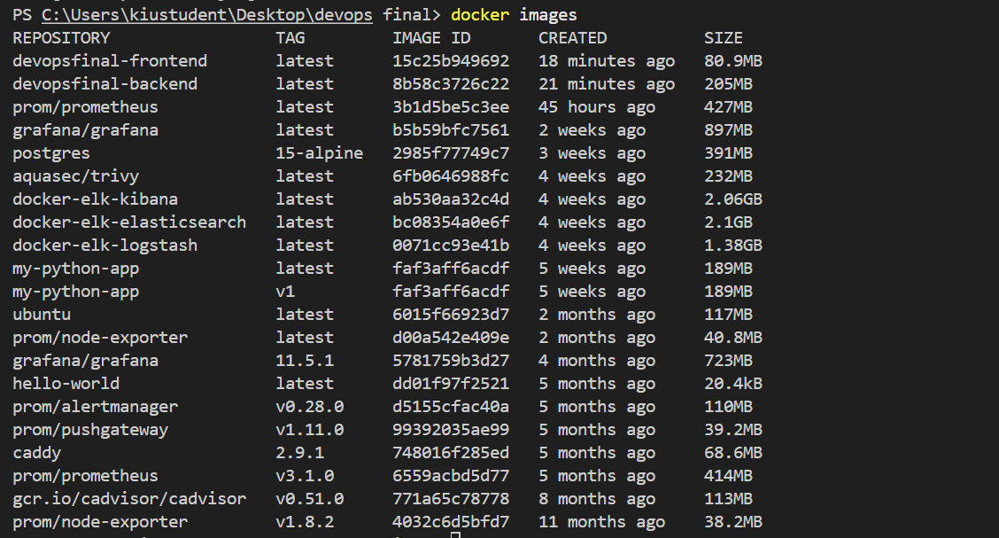 PS C:\Users\kiustudent\Desktop\devops final> docker images
REPOSITORY TAG IMAGE ID CREATED SIZE
devopsfinal-frontend latest 15c25b949692 18 minutes ago 80.9MB
devopsfinal-backend latest 8b58c3726c22 21 minutes ago 205MB
prom/prometheus latest 3b1d5be5c3ee 45 hours ago 427MB
grafana/grafana latest b5b59bfc7561 2 weeks ago 897MB
postgres 15-alpine 2985f77749c7 3 weeks ago 391MB
aquasec/trivy latest 6fb0646988fc 4 weeks ago 232MB
docker-elk-kibana latest ab530aa32c4d 4 weeks ago 2.06GB
docker-elk-elasticsearch latest bc08354a0e6f 4 weeks ago 2.1GB
docker-elk-logstash latest 0071cc93e41b 4 weeks ago 1.38GB
my-python-app latest faf3aff6acdf 5 weeks ago 189MB
my-python-app v1 faf3aff6acdf 5 weeks ago 189MB
ubuntu latest 6015f66923d7 2 months ago 117MB
prom/node-exporter latest d00a542e409e 2 months ago 40.8MB
grafana/grafana 11.5.1 5781759b3d27 4 months ago 723MB
hello-world latest dd01f97f2521 5 months ago 20.4kB
prom/alertmanager v0.28.0 d5155cfac40a 5 months ago 110MB
prom/pushgateway v1.11.0 99392035ae99 5 months ago 39.2MB
caddy 2.9.1 748016f285ed 5 months ago 68.6MB
prom/prometheus v3.1.0 6559acbd5d77 5 months ago 414MB
gcr.io/cadvisor/cadvisor v0.51.0 771a65c78778 8 months ago 113MB
prom/node-exporter v1.8.2 4032c6d5bfd7 11 months ago 38.2MB